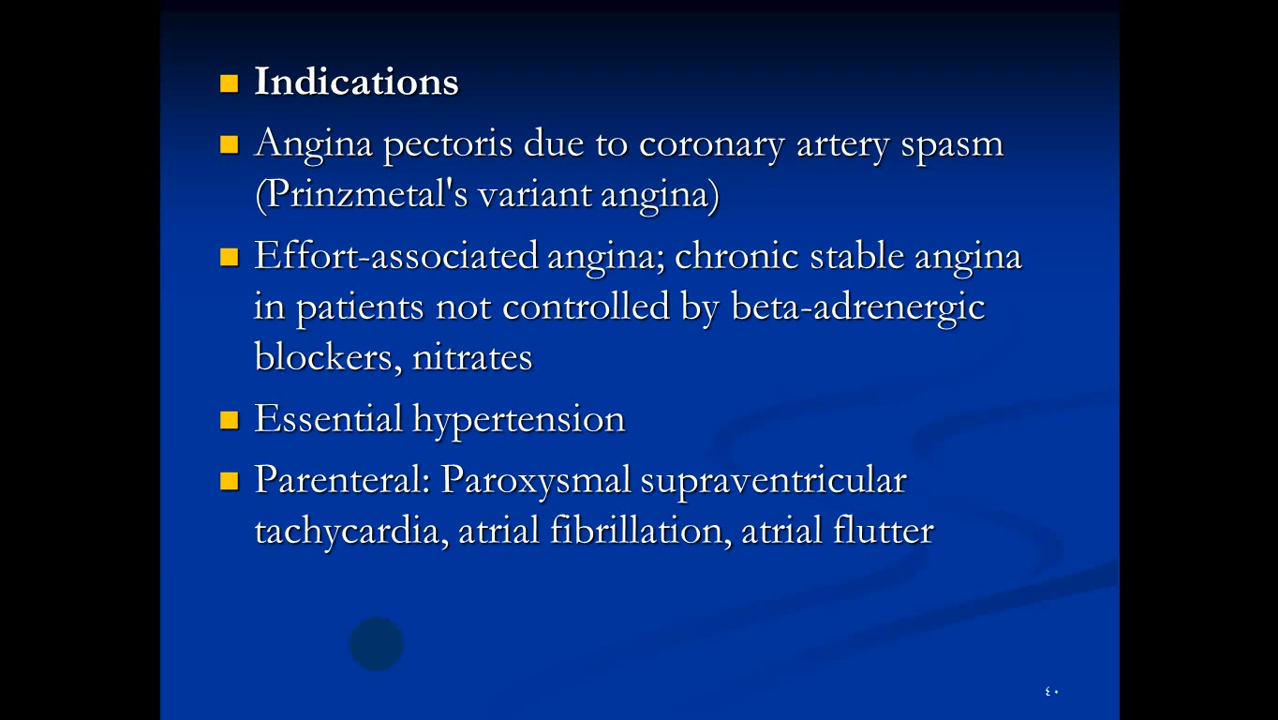 Indications
Angina pectoris due to coronary artery spasm
(Prinzmetal's variant angina)
Effort-associated angina; chronic stable angina
in patients not controlled by beta-adrenergic
blockers, nitrates
Essential hypertension
Parenteral: Paroxysmal supraventricular
tachycardia, atrial fibrillation, atrial flutter
٤٠